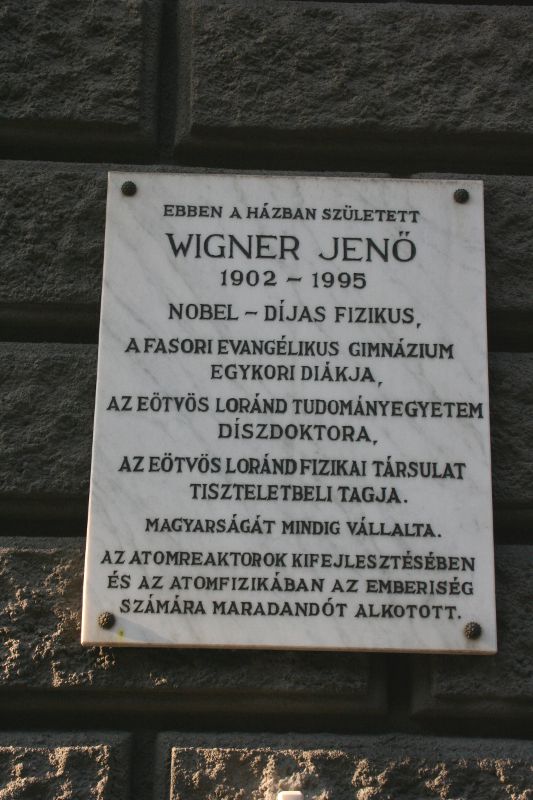 EBBEN A HÁZBAN SZÜLETETT
WIGNER JENŐ
1902 – 1995
NOBEL – DÍJAS FIZIKUS,
A FASORI EVANGÉLIKUS GIMNÁZIUM
EGYKORI DIÁKJA,
AZ EÖTVÖS LORÁND TUDOMÁNYEGYETEM
DÍSZDOKTORA,
AZ EÖTVÖS LORÁND FIZIKAI TÁRSULAT
TISZTELETBELI TAGJA.
MAGYARSÁGÁT MINDIG VÁLLALTA.
AZ ATOMREAKTOROK KIFEJLESZTÉSÉBEN
ÉS AZ ATOMFIZIKÁBAN AZ EMBERISÉG
SZÁMÁRA MARADANDÓT ALKOTOTT.